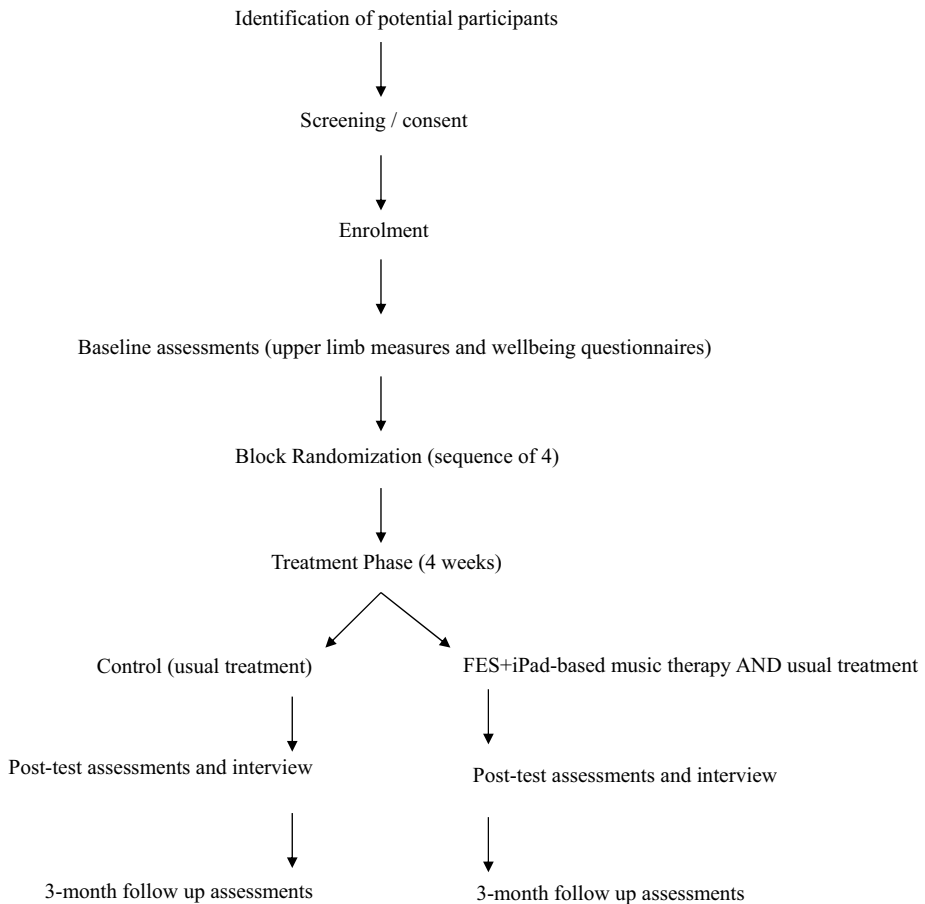 Identification of potential participants
Screening / consent
Enrolment
Baseline assessments (upper limb measures and wellbeing questionnaires)
Block Randomization (sequence of 4)
Treatment Phase (4 weeks)
Control (usual treatment)
FES+iPad-based music therapy AND usual treatment
Post-test assessments and interview
Post-test assessments and interview
3-month follow up assessments
3-month follow up assessments